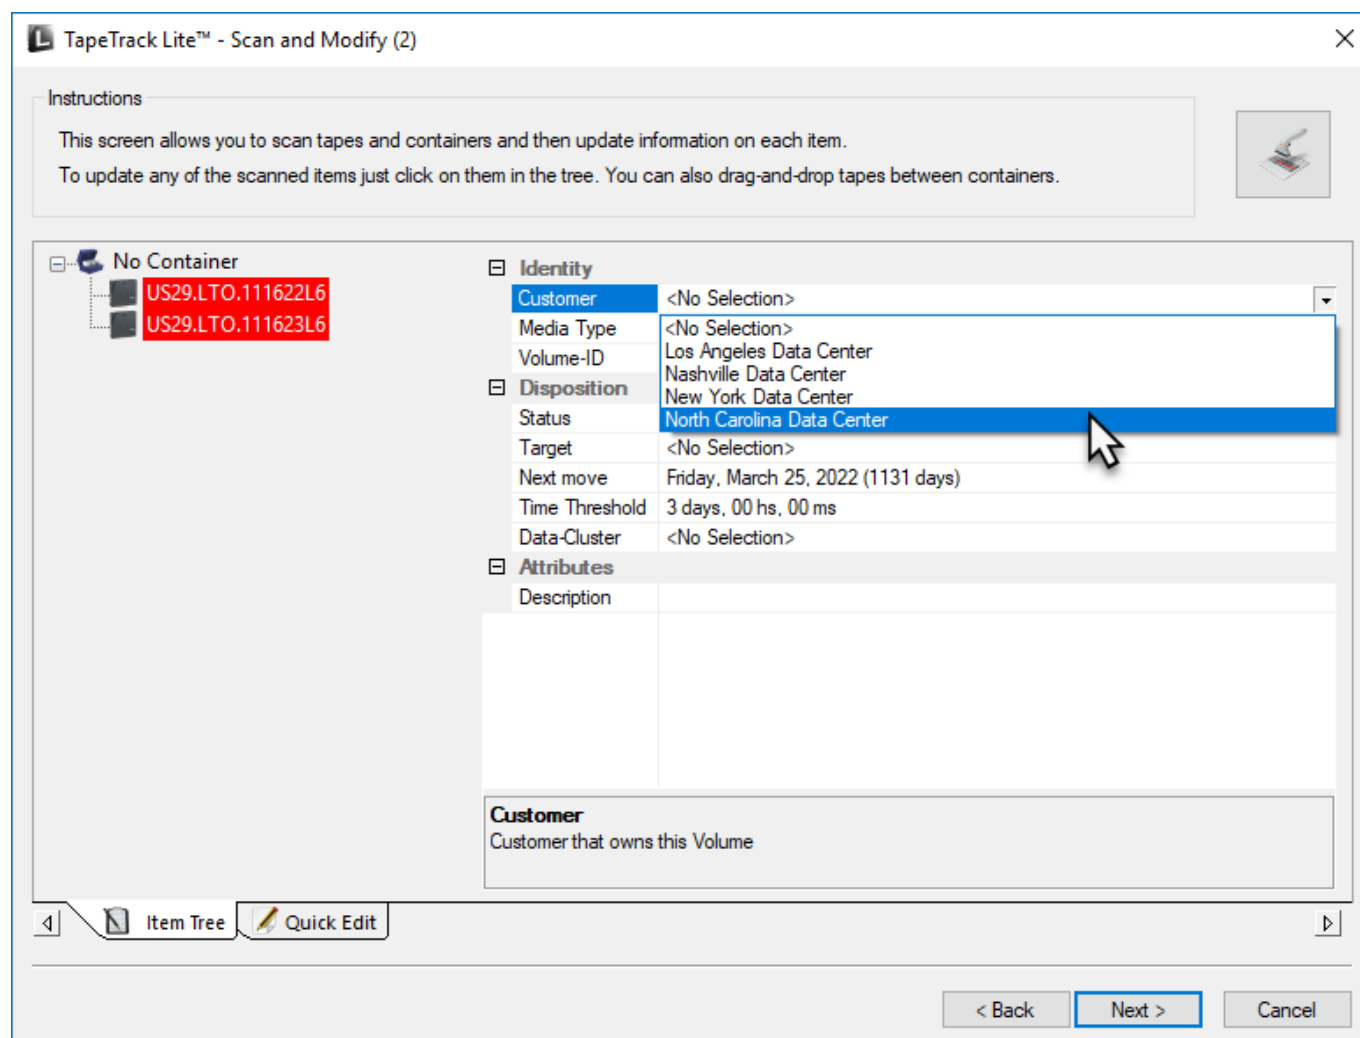 TapeTrack Lite™ - Scan and Modify (2)
Instructions
This screen allows you to scan tapes and containers and then update information on each item.
To update any of the scanned items just click on them in the tree. You can also drag-and-drop tapes between containers.
No Container
US29.LTO.111622L6
US29.LTO.111623L6
Identity
Customer <No Selection>
Media Type <No Selection>
Los Angeles Data Center
Volume-ID
Nashville Data Center
Disposition
New York Data Center
Status North Carolina Data Center
Target <No Selection>
Next move Friday, March 25, 2022 (1131 days)
Time Threshold 3 days, 00 hs, 00 ms
Data-Cluster <No Selection>
Attributes
Description
Customer
Customer that owns this Volume
Item Tree Quick Edit
< Back Next > Cancel